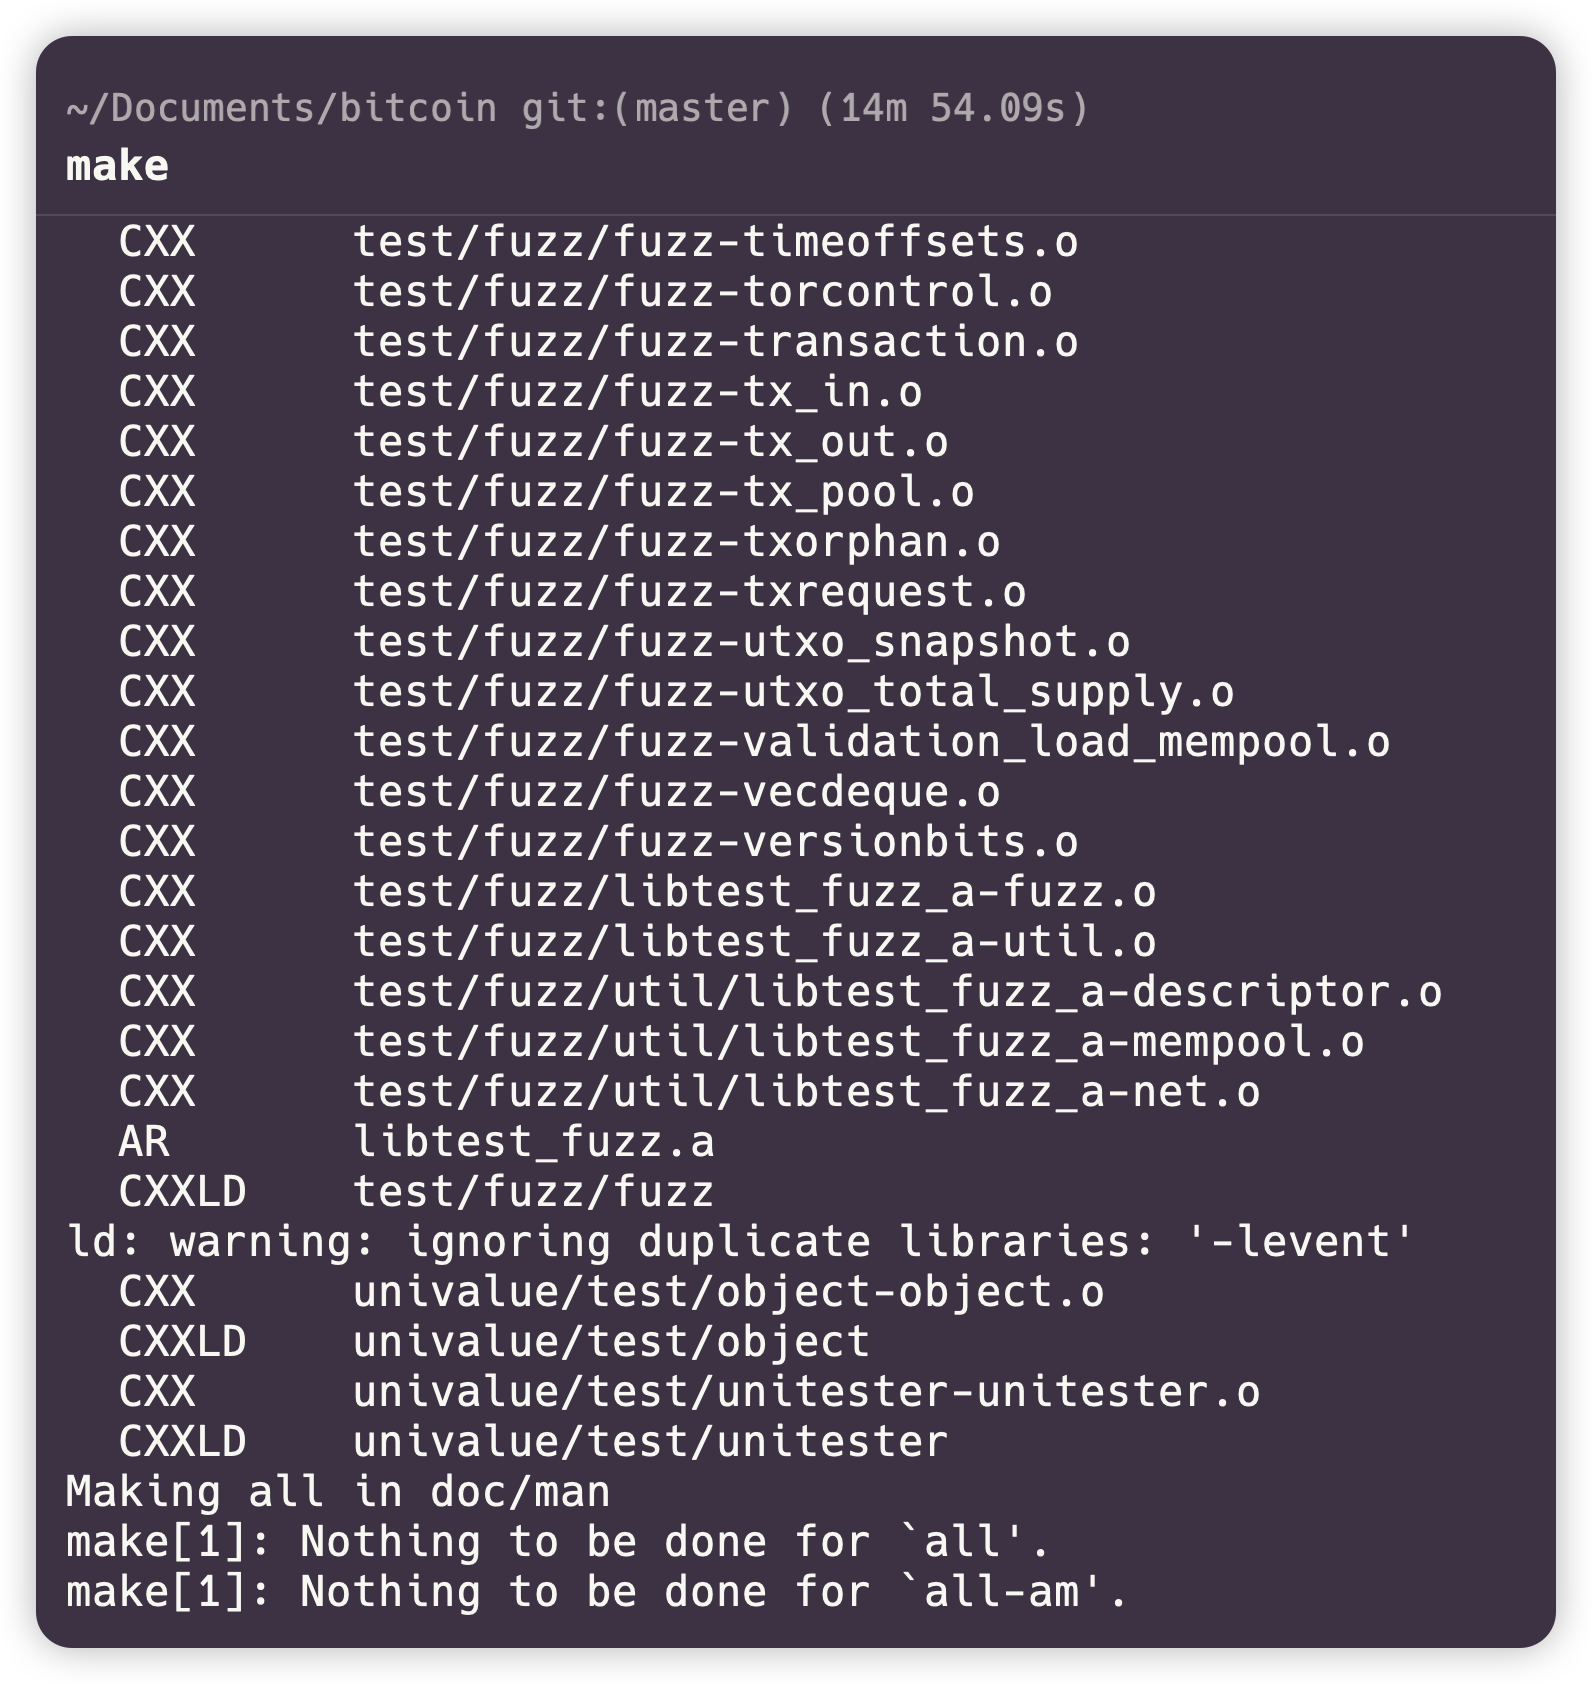 ~/Documents/bitcoin git:(master) (14m 54.09s)
make
CXX test/fuzz/fuzz-timeoffsets.o
CXX test/fuzz/fuzz-torcontrol.o
CXX test/fuzz/fuzz-transaction.o
CXX test/fuzz/fuzz-tx_in.o
CXX test/fuzz/fuzz-tx_out.o
CXX test/fuzz/fuzz-tx_pool.o
CXX test/fuzz/fuzz-txorphan.o
CXX test/fuzz/fuzz-txrequest.o
CXX test/fuzz/fuzz-utxo_snapshot.o
CXX test/fuzz/fuzz-utxo_total_supply.o
CXX test/fuzz/fuzz-validation_load_mempool.o
CXX test/fuzz/fuzz-vecdeque.o
CXX test/fuzz/fuzz-versionbits.o
CXX test/fuzz/libtest_fuzz_a-fuzz.o
CXX test/fuzz/libtest_fuzz_a-util.o
CXX test/fuzz/util/libtest_fuzz_a-descriptor.o
CXX test/fuzz/util/libtest_fuzz_a-mempool.o
CXX test/fuzz/util/libtest_fuzz_a-net.o
AR libtest_fuzz.a
CXXLD test/fuzz/fuzz
ld: warning: ignoring duplicate libraries: '-levent'
CXX univalue/test/object-object.o
CXXLD univalue/test/object
CXX univalue/test/unitester-unitester.o
CXXLD univalue/test/unitester
Making all in doc/man
make[1]: Nothing to be done for `all'.
make[1]: Nothing to be done for `all-am'.